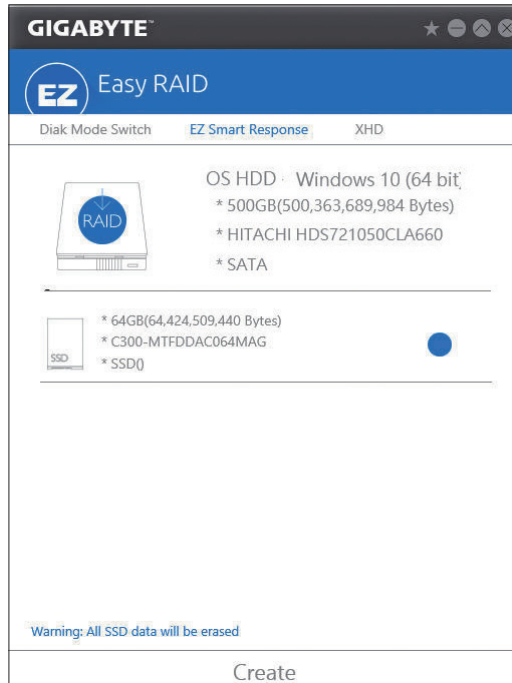 GIGABYTE™
EZ Easy RAID
Diak Mode Switch EZ Smart Response XHD
RAID
OS HDD · Windows 10 (64 bit)
* 500GB(500,363,689,984 Bytes)
* HITACHI HDS721050CLA660
* SATA
SSD
* 64GB(64,424,509,440 Bytes)
* C300-MTFDDAC064MAG
* SSD()
Warning: All SSD data will be erased
Create